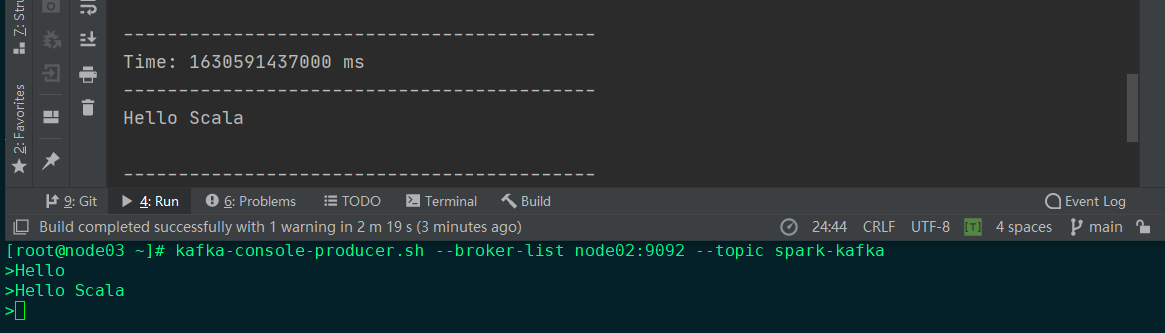 7: Stru
2: Favorites
-------------------------------------------
Time: 1630591437000 ms
-------------------------------------------
Hello Scala
-------------------------------------------
9: Git 4: Run 6: Problems TODO Terminal Build Event Log
Build completed successfully with 1 warning in 2 m 19 s (3 minutes ago) 24:44 CRLF UTF-8 [T] 4 spaces main
[root@node03 ~]# kafka-console-producer.sh --broker-list node02:9092 --topic spark-kafka
>Hello
>Hello Scala
>